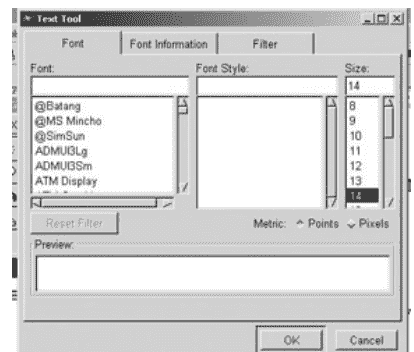 Text Tool
Font
Font Information
Filter
Font:
Font Style:
Size:
14
@Batang
@MS Mincho
@SimSun
ADMUI3Lg
ADMUI3Sm
ATM Display
8
9
10
11
12
13
14
Reset Filter
Metric: Points Pixels
Preview:
OK
Cancel